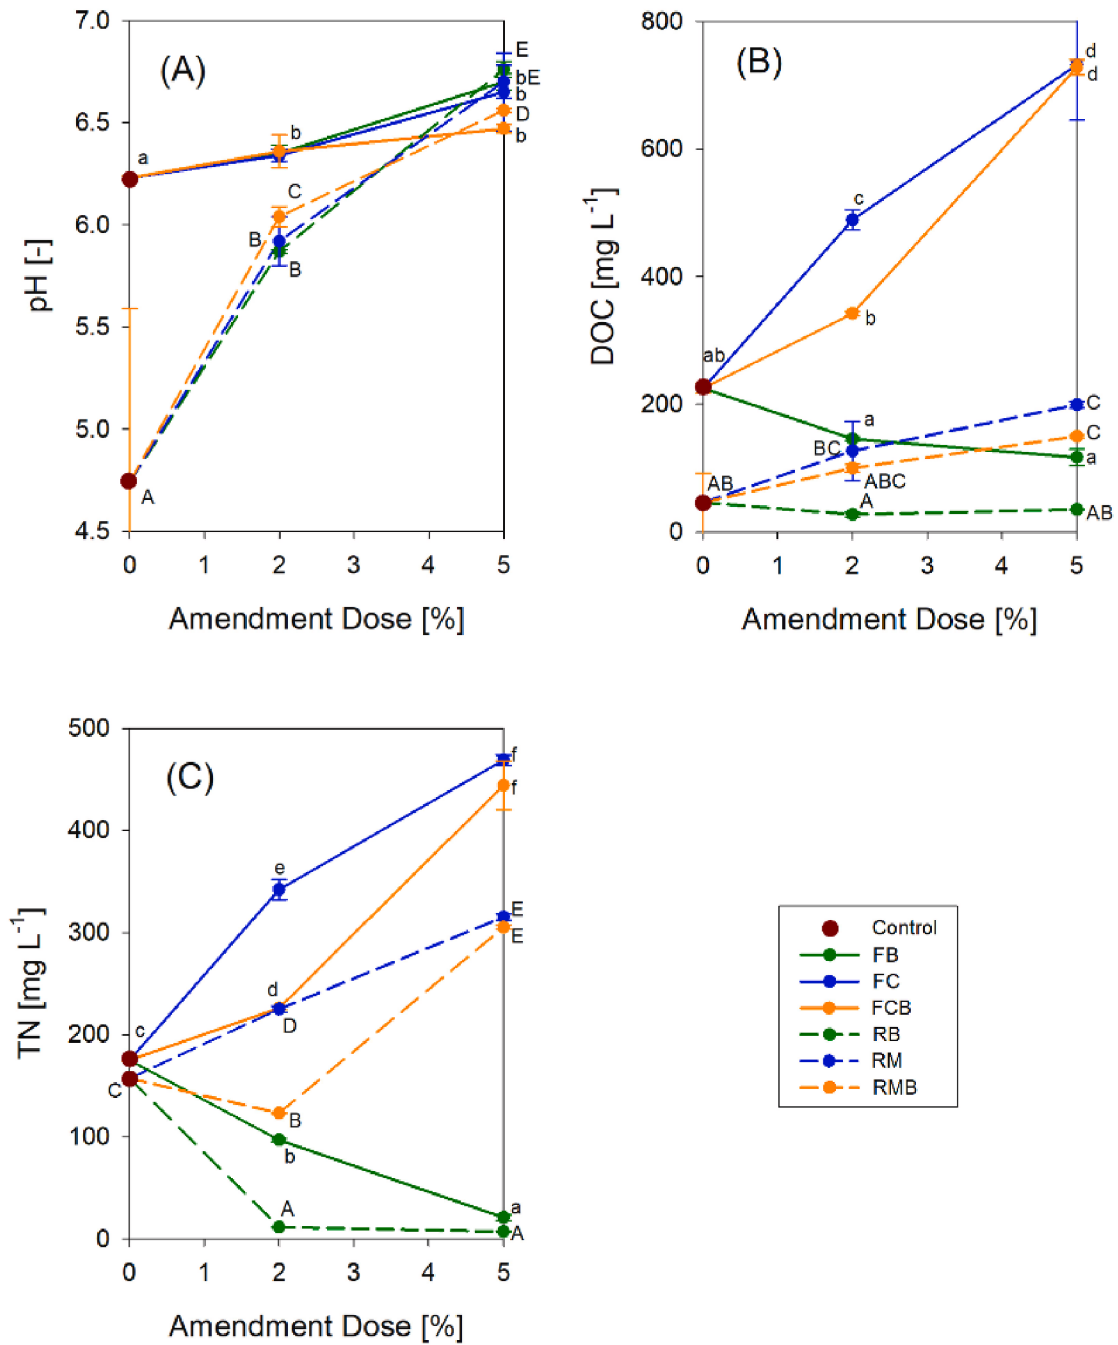 7.0
6.5
6.0
5.5
5.0
4.5
pH [-]
(A)
a
b
C
B
B
A
E
bE
b
D
b
0 1 2 3 4 5
Amendment Dose [%]
800
600
400
200
0
DOC [mg L-1]
(B)
d
d
c
b
ab
a
BC
ABC
AB
A
C
C
a
AB
0 1 2 3 4 5
Amendment Dose [%]
500
400
300
200
100
0
TN [mg L-1]
(C)
f
f
e
d
D
c
C
E
E
B
b
A
a
A
0 1 2 3 4 5
Amendment Dose [%]
Control
FB
FC
FCB
RB
RM
RMB